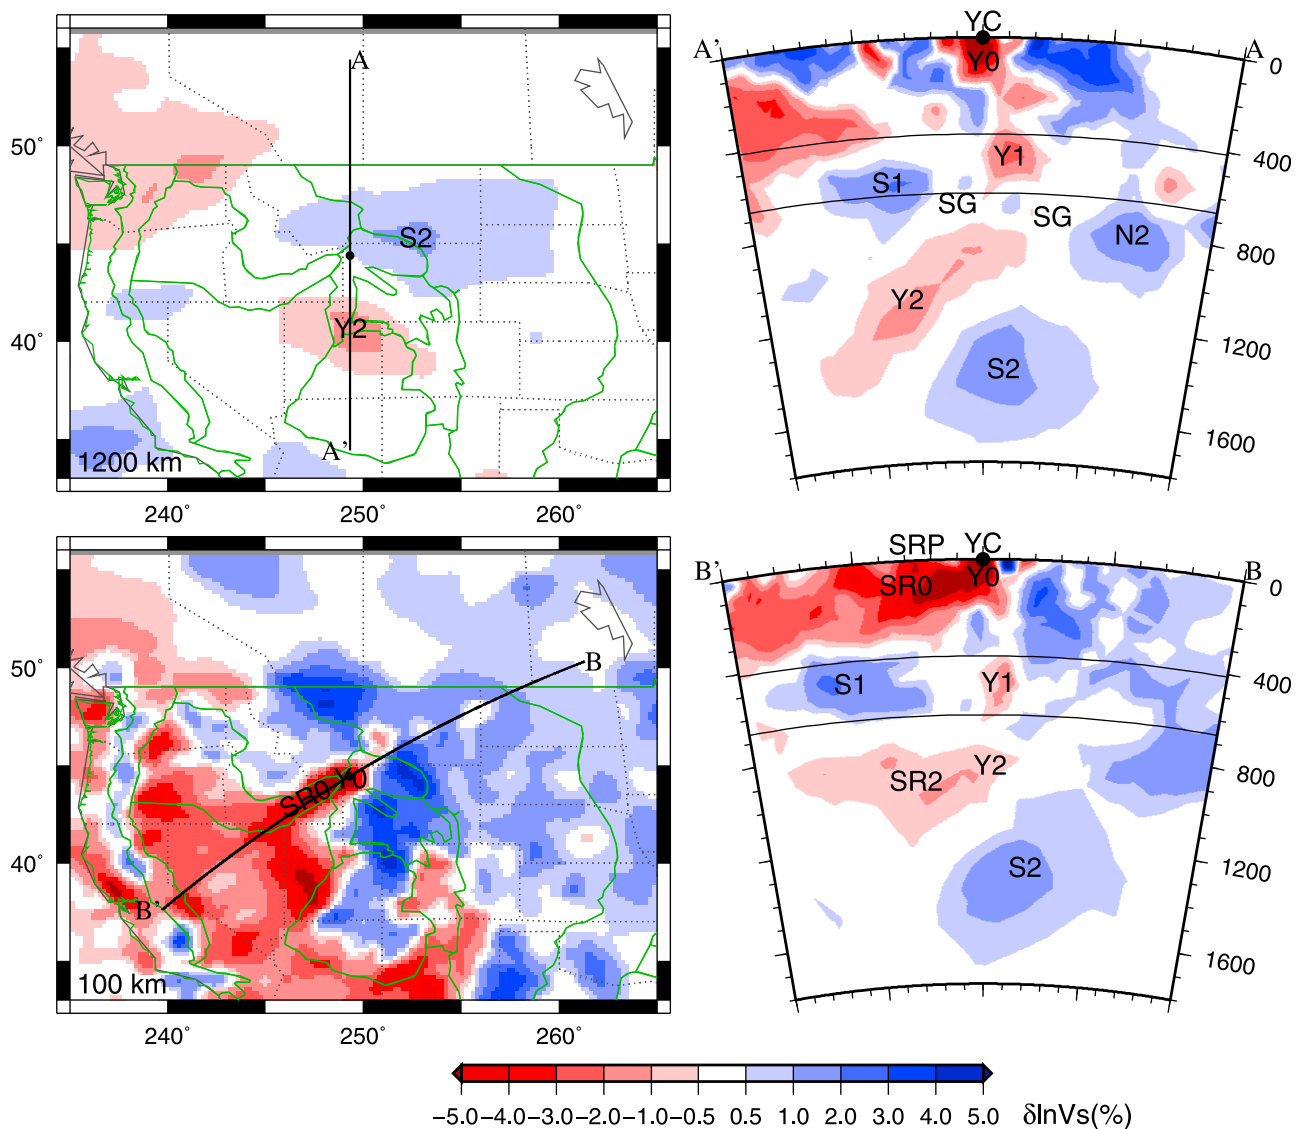 50°
40°
240°
250°
260°
A
S2
Y2
A'
1200 km
YC
A'
A
Y0
0
Y1
400
S1
SG
SG
N2
800
Y2
1200
S2
1600
50°
40°
240°
250°
260°
B
SR0 Y0
B'
100 km
SRP YC
B'
B
SR0 Y0
0
S1
Y1
400
Y2
SR2
800
S2
1200
1600
−5.0 −4.0 −3.0 −2.0 −1.0 −0.5 0.5 1.0 2.0 3.0 4.0 5.0 δlnVs(%)